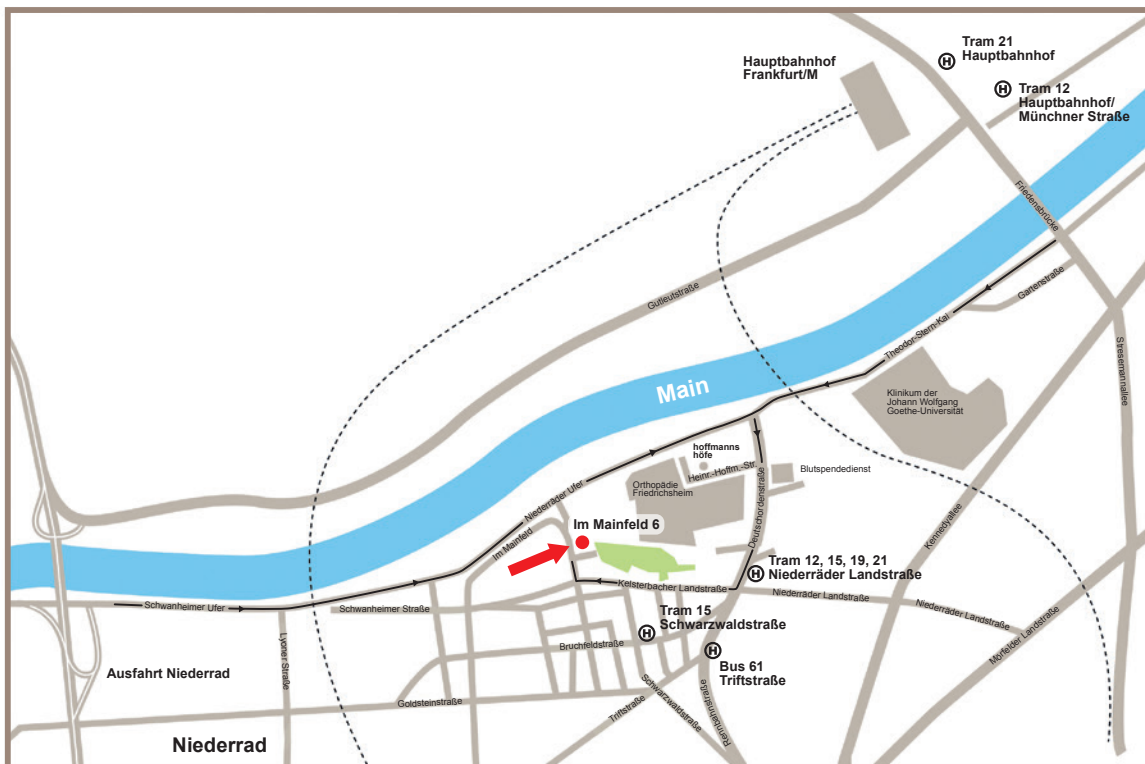 Tram 21
Hauptbahnhof
Hauptbahnhof
Frankfurt/M
Tram 12
Hauptbahnhof/
Münchner Straße
Friedensbrücke
Gartenstraße
Gutleutstraße
Theodor-Stern-Kai
Stresemannallee
Main
Klinikum der
Johann Wolfgang
Goethe-Universität
hoffmanns
höfe
Heinr.-Hoffm.-Str.
Blutspendedienst
Orthopädie
Friedrichsheim
Niederräder Ufer
Deutschordenstraße
Kennedyallee
Im Mainfeld
Im Mainfeld 6
Tram 12, 15, 19, 21
Niederräder Landstraße
Kelsterbacher Landstraße
Niederräder Landstraße
Niederräder Landstraße
Schwanheimer Ufer
Schwanheimer Straße
Tram 15
Schwarzwaldstraße
Mörfelder Landstraße
Lyoner Straße
Bruchfeldstraße
Bus 61
Triftstraße
Ausfahrt Niederrad
Goldsteinstraße
Schwarzwaldstraße
Triftstraße
Rennbahnstraße
Niederrad
H
H
H
H
H